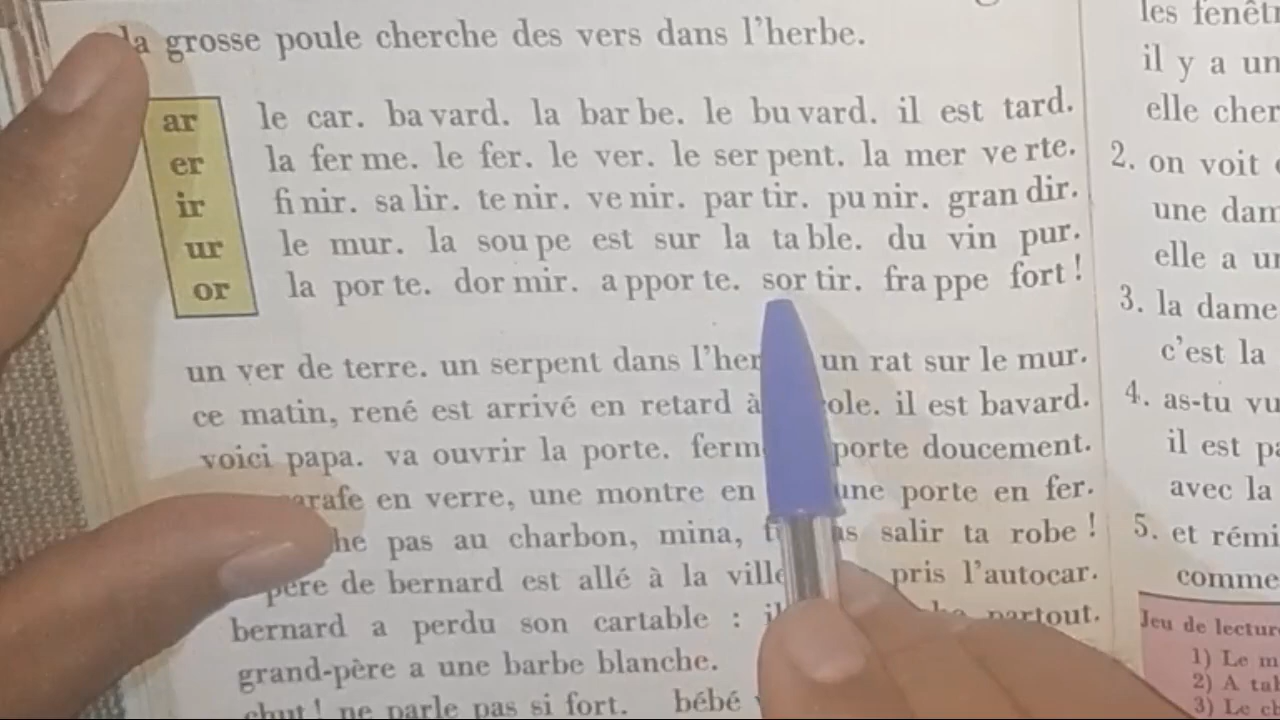 la grosse poule cherche des vers dans l'herbe.
ar le car. ba vard. la bar be. le bu vard. il est tard.
er la fer me. le fer. le ver. le ser pent. la mer ve rte.
ir fi nir. sa lir. te nir. ve nir. par tir. pu nir. gran dir.
ur le mur. la sou pe est sur la ta ble. du vin pur.
or la por te. dor mir. a ppor te. sor tir. fra ppe fort !
un ver de terre. un serpent dans l'her un rat sur le mur.
ce matin, rené est arrivé en retard à ole. il est bavard.
voici papa. va ouvrir la porte. ferm porte doucement.
arafe en verre, une montre en une porte en fer.
he pas au charbon, mina, as salir ta robe !
père de bernard est allé à la ville pris l'autocar.
bernard a perdu son cartable : partout.
grand-père a une barbe blanche.
chut ! ne parle pas si fort. bébé
les fenêt
il y a un
elle cher
2. on voit
une dam
elle a un
3. la dame
c'est la
4. as-tu vu
il est pa
avec la
5. et rémi
comme
Jeu de lecture
1) Le m
2) A tab
3) Le ch